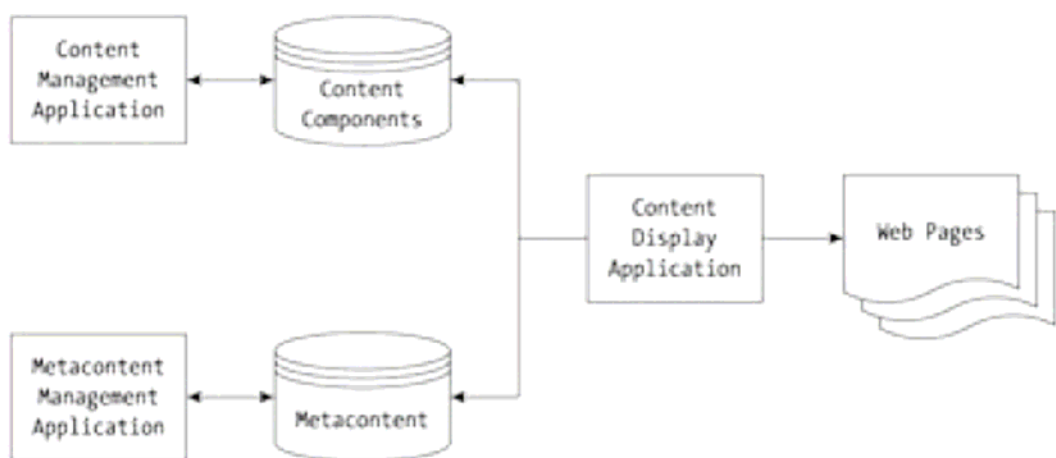 Content
Management
Application
Content
Components
Content
Display
Application
Web Pages
Metacontent
Management
Application
Metacontent